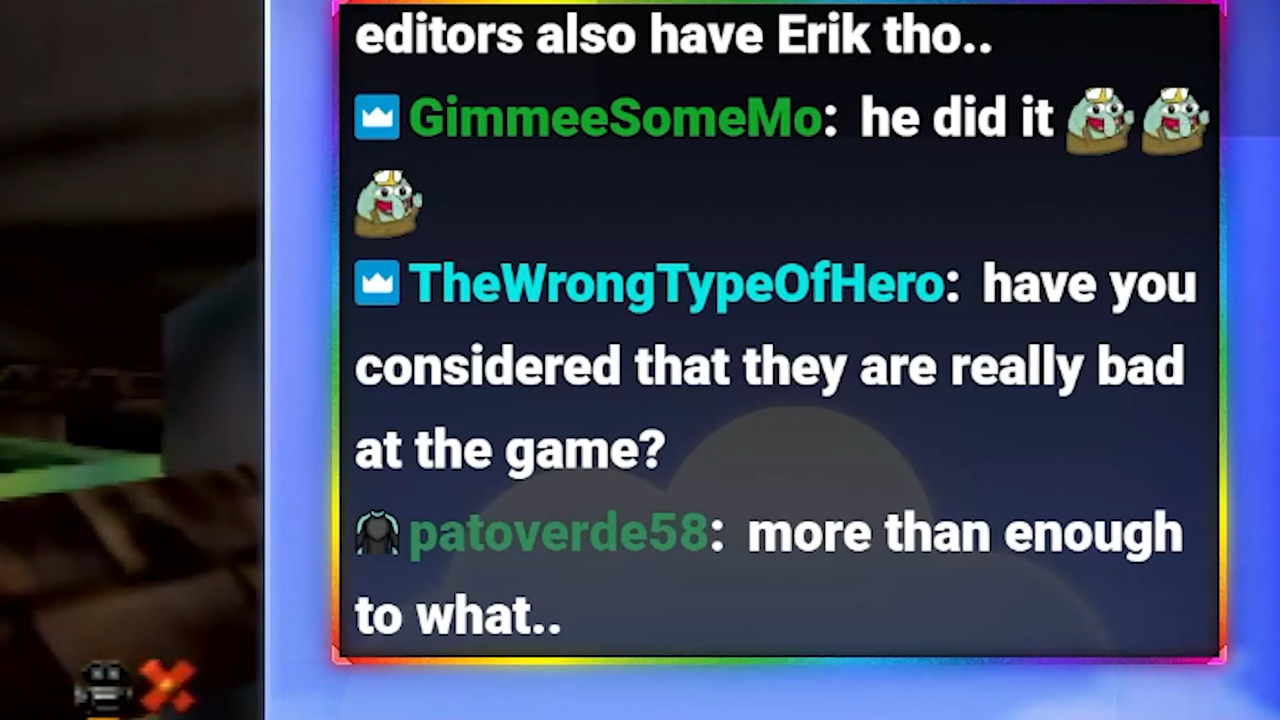 editors also have Erik tho..
GimmeeSomeMo: he did it
TheWrongTypeOfHero: have you
considered that they are really bad
at the game?
patoverde58: more than enough
to what..